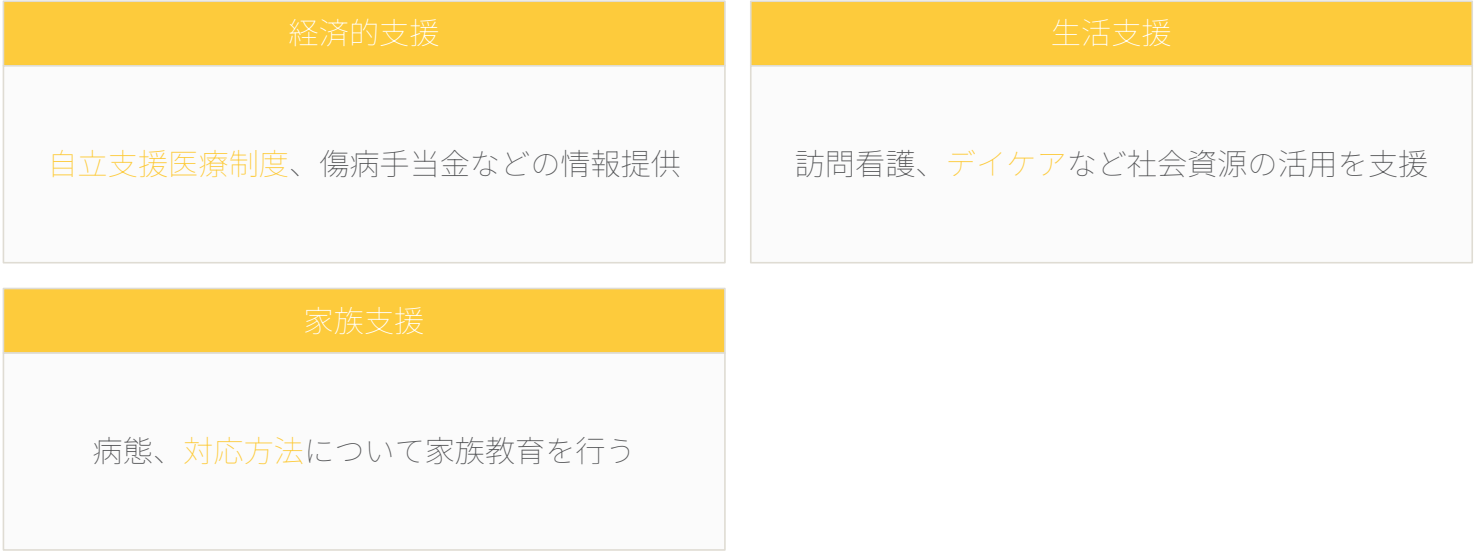 経済的支援
自立支援医療制度、傷病手当金などの情報提供
生活支援
訪問看護、デイケアなど社会資源の活用を支援
家族支援
病態、対応方法について家族教育を行う